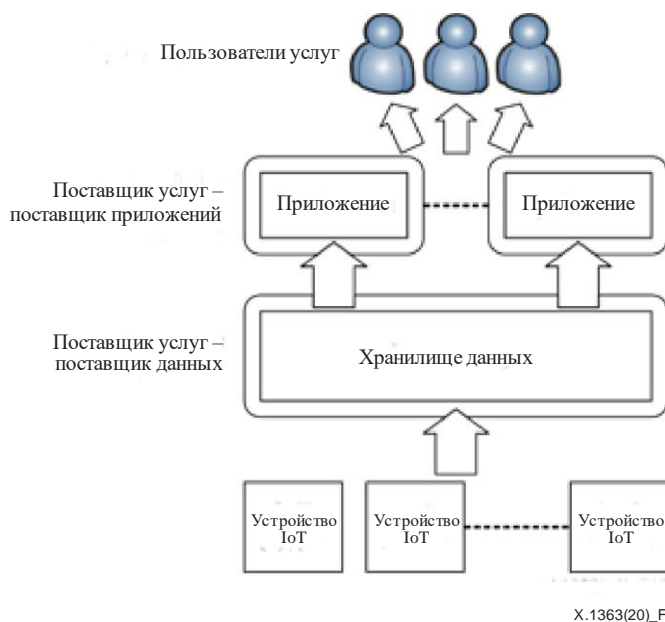 Пользователи услуг
Поставщик услуг –
поставщик приложений
Приложение
Приложение
Поставщик услуг –
поставщик данных
Хранилище данных
Устройство
IoT
Устройство
IoT
Устройство
IoT
X.1363(20)_F